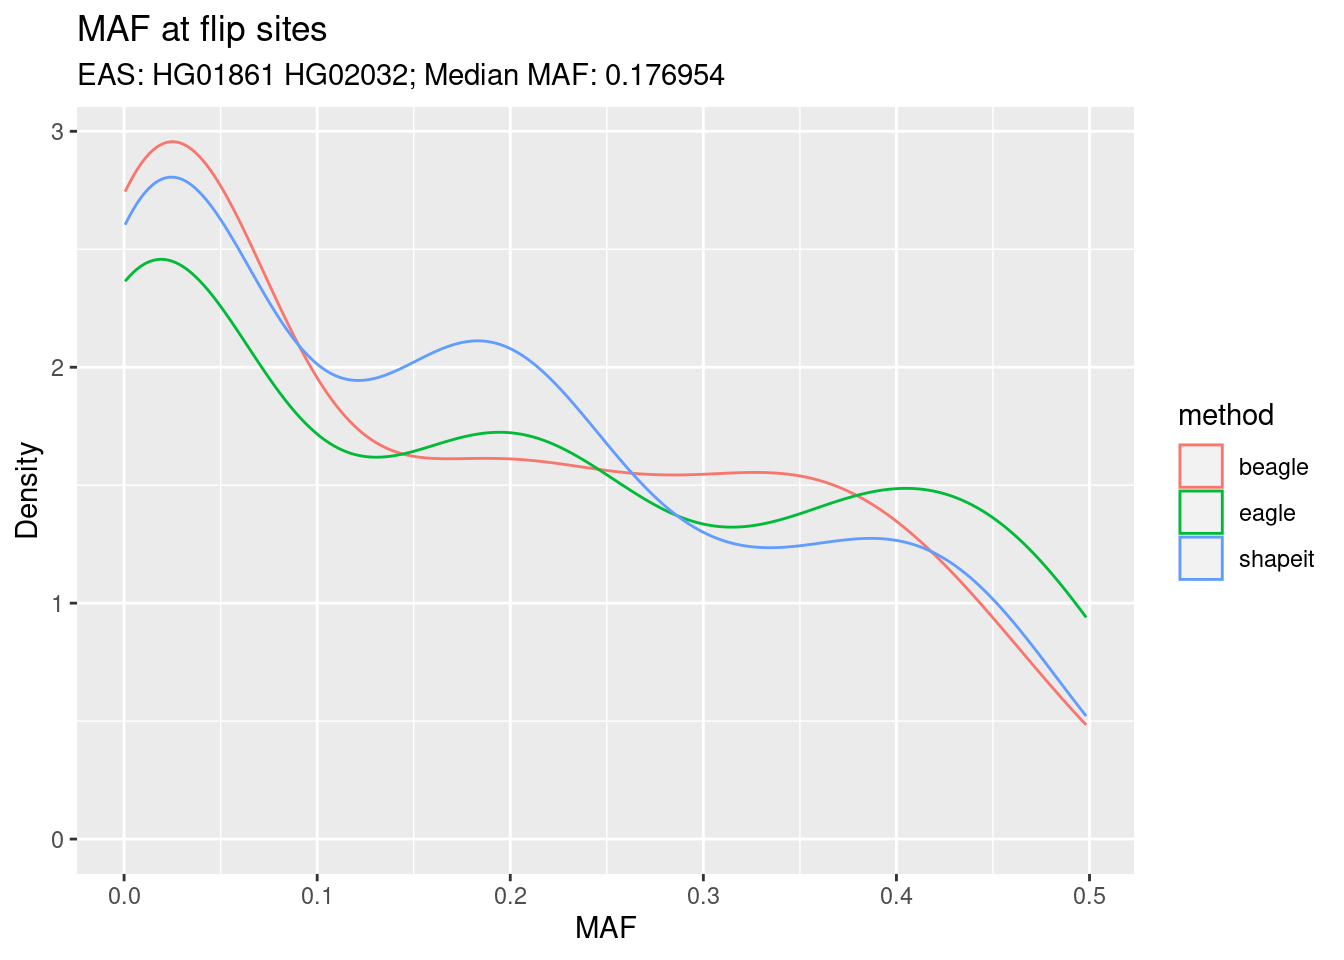 MAF at flip sites
EAS: HG01861 HG02032; Median MAF: 0.176954
3
2
1
0
Density
0.0 0.1 0.2 0.3 0.4 0.5
MAF
method
beagle
eagle
shapeit